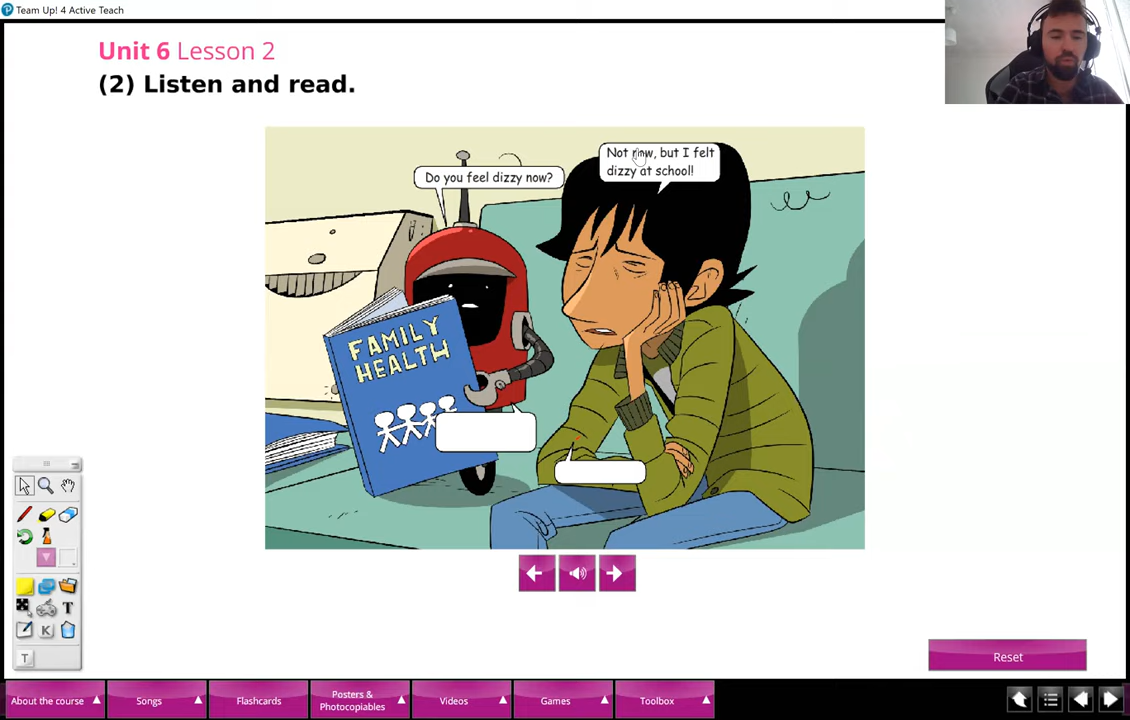 Team Up! 4 Active Teach
Unit 6 Lesson 2
(2) Listen and read.
Do you feel dizzy now?
Not now, but I felt
dizzy at school!
FAMILY
HEALTH
K
T
T
Reset
About the course
Songs
Flashcards
Posters &
Photocopiables
Videos
Games
Toolbox